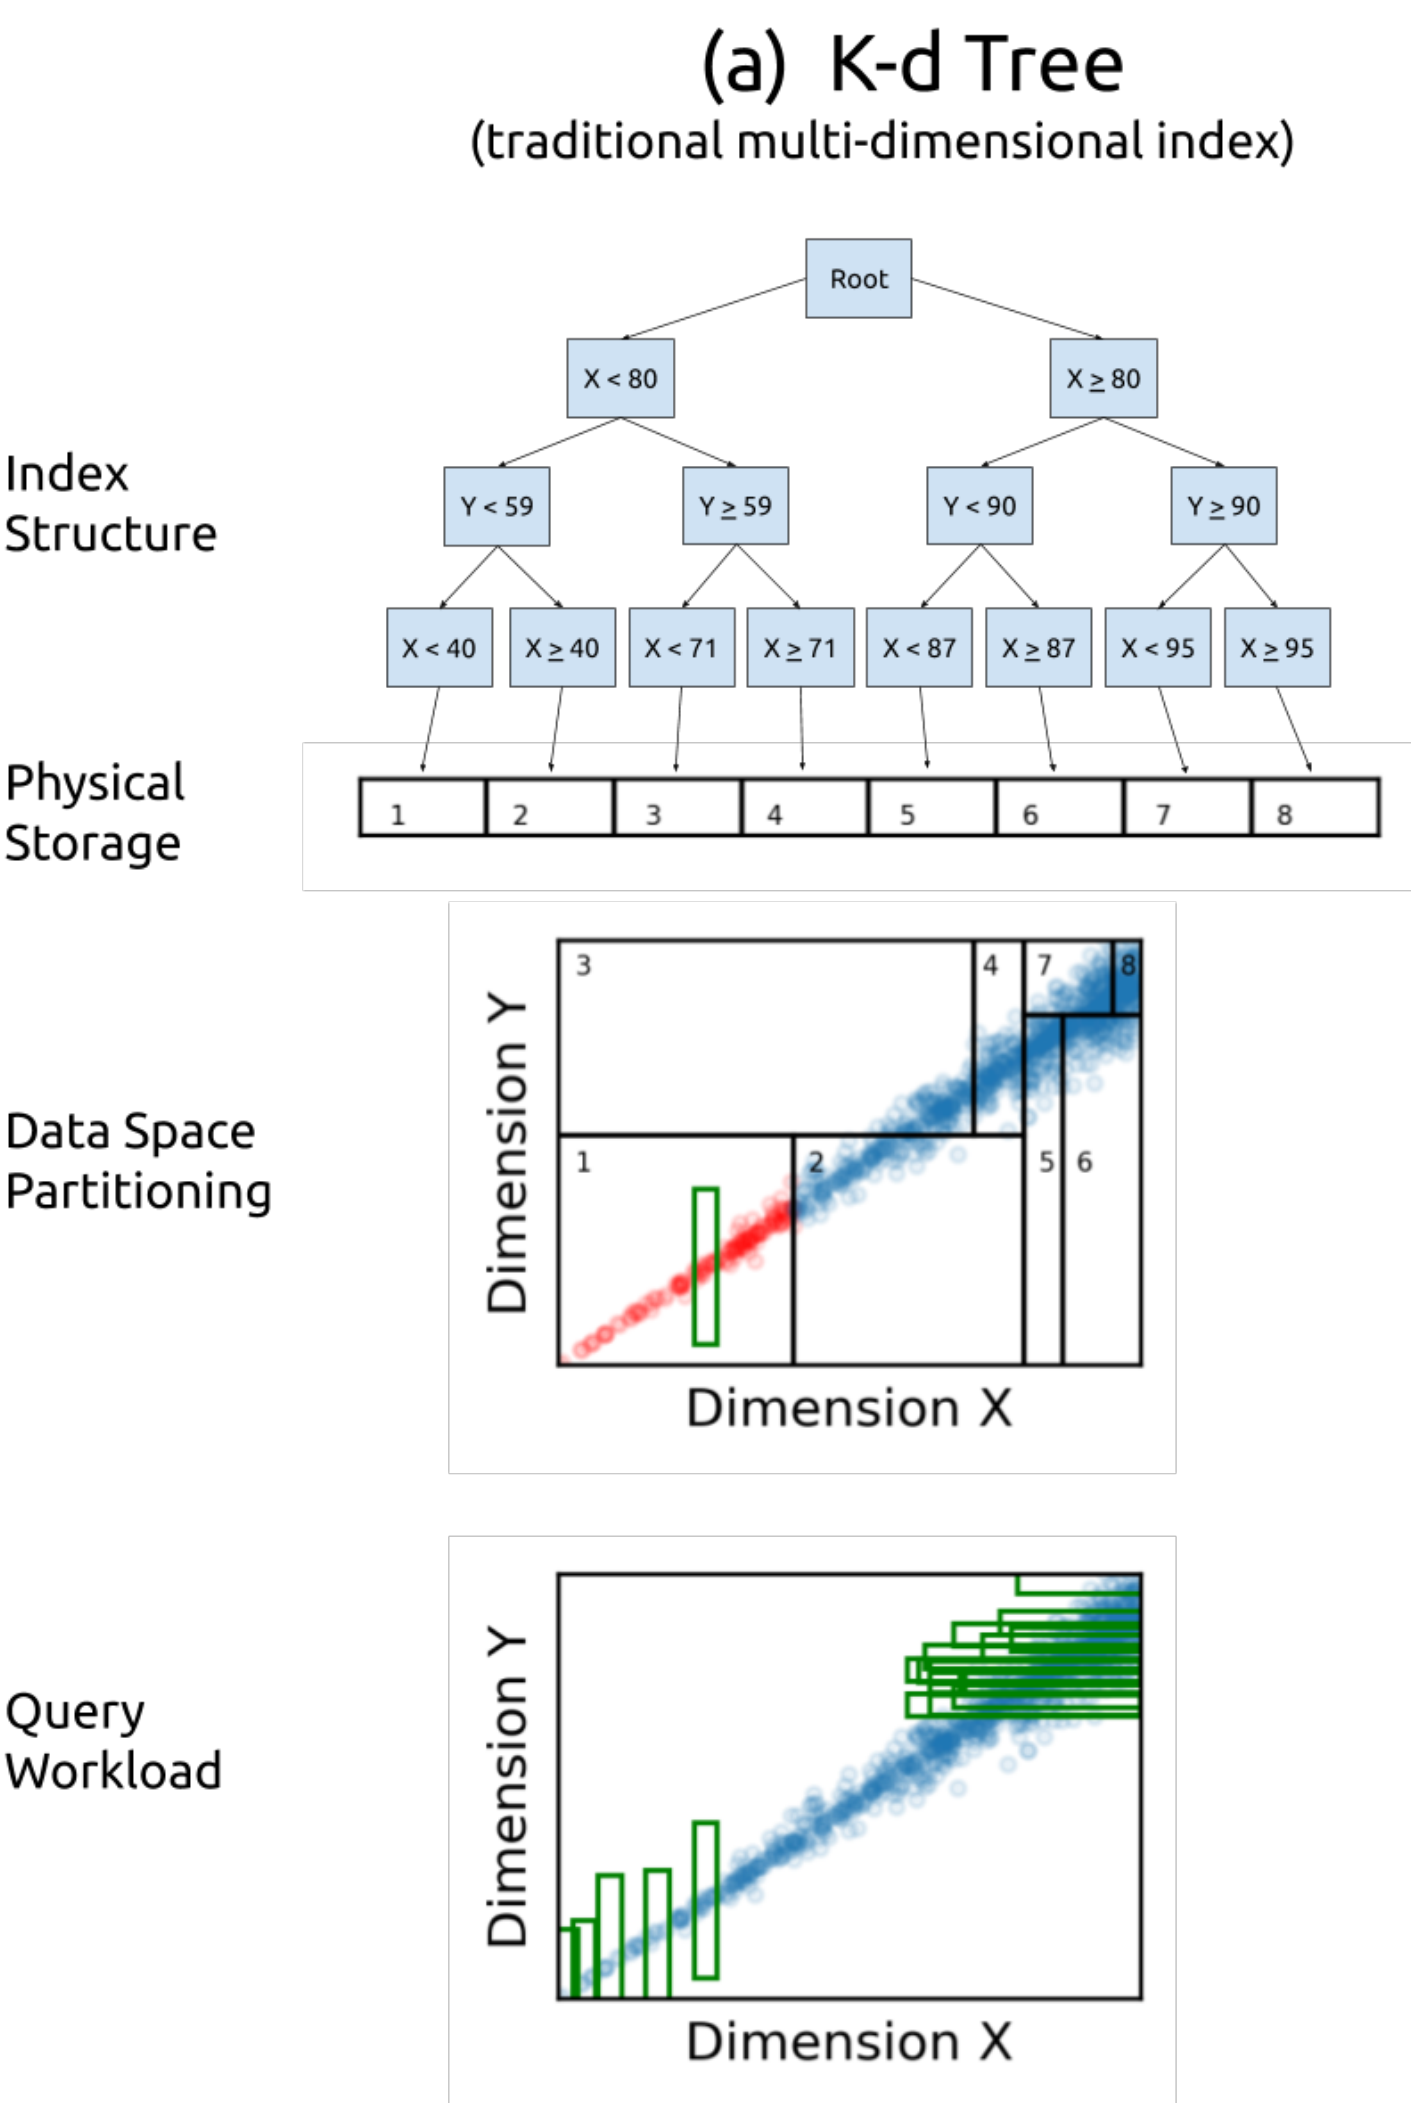 (a) K-d Tree
(traditional multi-dimensional index)
Root
X < 80
X ≥ 80
Index
Structure
Y < 59
Y ≥ 59
Y < 90
Y ≥ 90
X < 40
X ≥ 40
X < 71
X ≥ 71
X < 87
X ≥ 87
X < 95
X ≥ 95
Physical
Storage
1
2
3
4
5
6
7
8
Data Space
Partitioning
Dimension Y
3
4
7
8
1
2
5
6
Dimension X
Query
Workload
Dimension Y
Dimension X